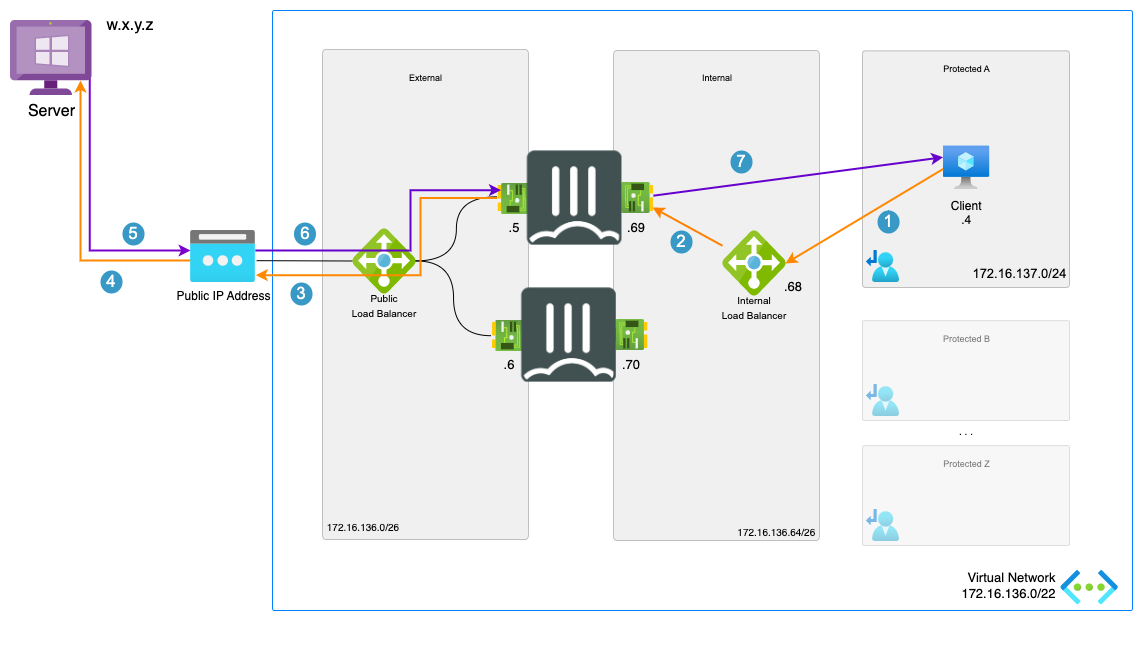 w.x.y.z
Server
External
Internal
Protected A
7
Client
.4
1
.5
.69
2
5
6
172.16.137.0/24
4
Public IP Address
3
Public
Load Balancer
.68
Internal
Load Balancer
Protected B
.6
.70
. . .
Protected Z
172.16.136.0/26
172.16.136.64/26
Virtual Network
172.16.136.0/22